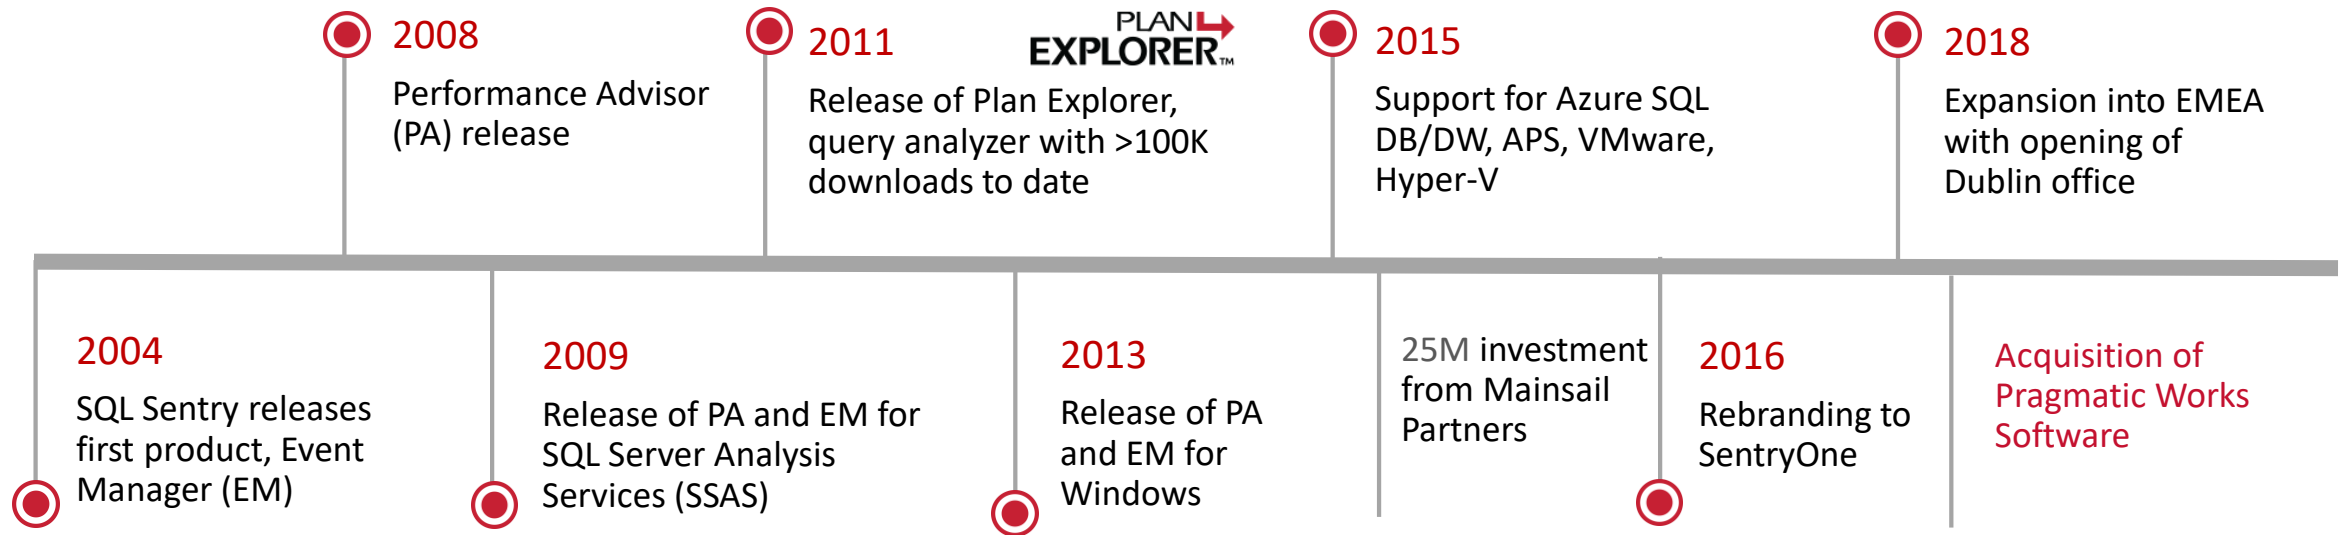 2008
Performance Advisor
(PA) release
2011
PLAN
EXPLORER™
Release of Plan Explorer,
query analyzer with >100K
downloads to date
2015
Support for Azure SQL
DB/DW, APS, VMware,
Hyper-V
2018
Expansion into EMEA
with opening of
Dublin office
2004
SQL Sentry releases
first product, Event
Manager (EM)
2009
Release of PA and EM for
SQL Server Analysis
Services (SSAS)
2013
Release of PA
and EM for
Windows
25M investment
from Mainsail
Partners
2016
Rebranding to
SentryOne
Acquisition of
Pragmatic Works
Software